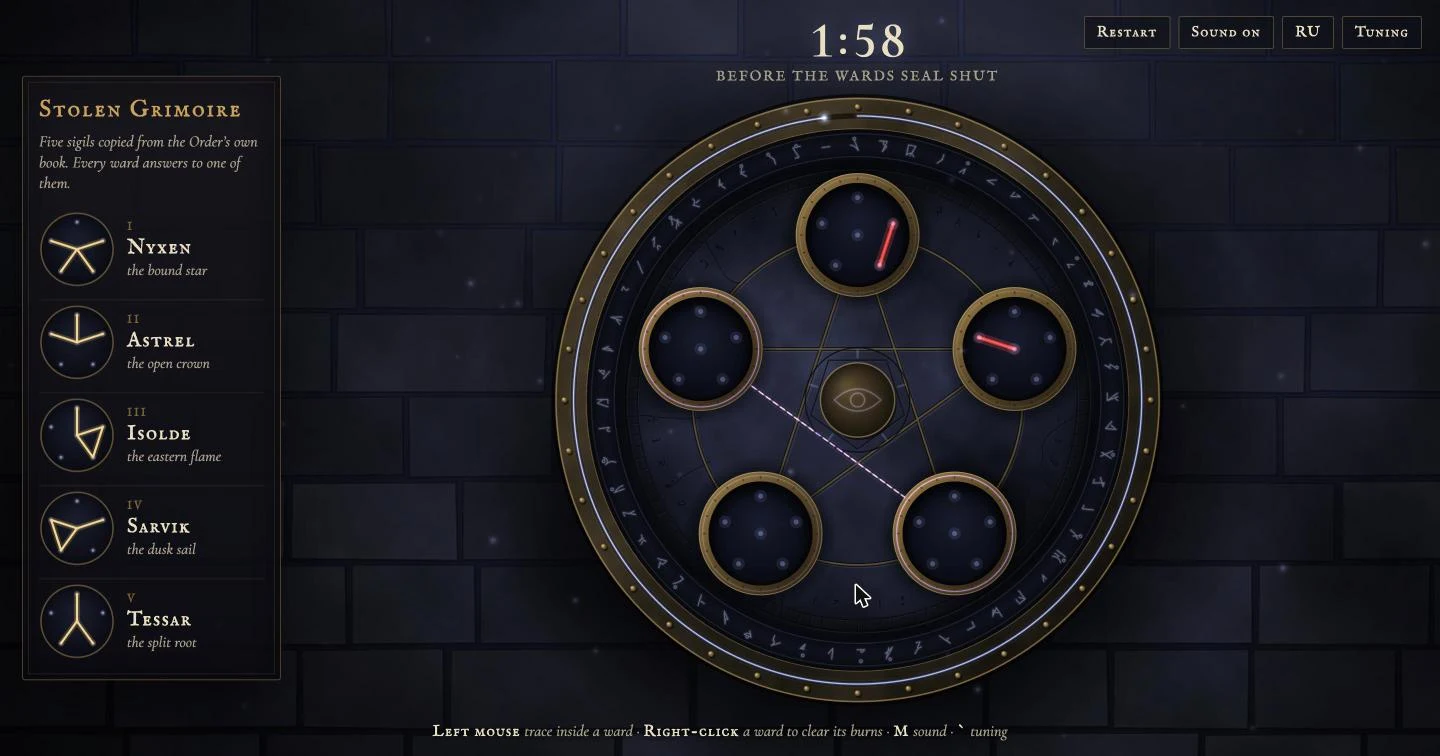 1:58
BEFORE THE WARDS SEAL SHUT
Restart
Sound on
RU
Tuning
Stolen Grimoire
Five sigils copied from the Order's own
book. Every ward answers to one of
them.
I
Nyxen
the bound star
II
Astrel
the open crown
III
Isolde
the eastern flame
IV
Sarvik
the dusk sail
V
Tessar
the split root
Left mouse trace inside a ward · Right-click a ward to clear its burns · M sound · ` tuning